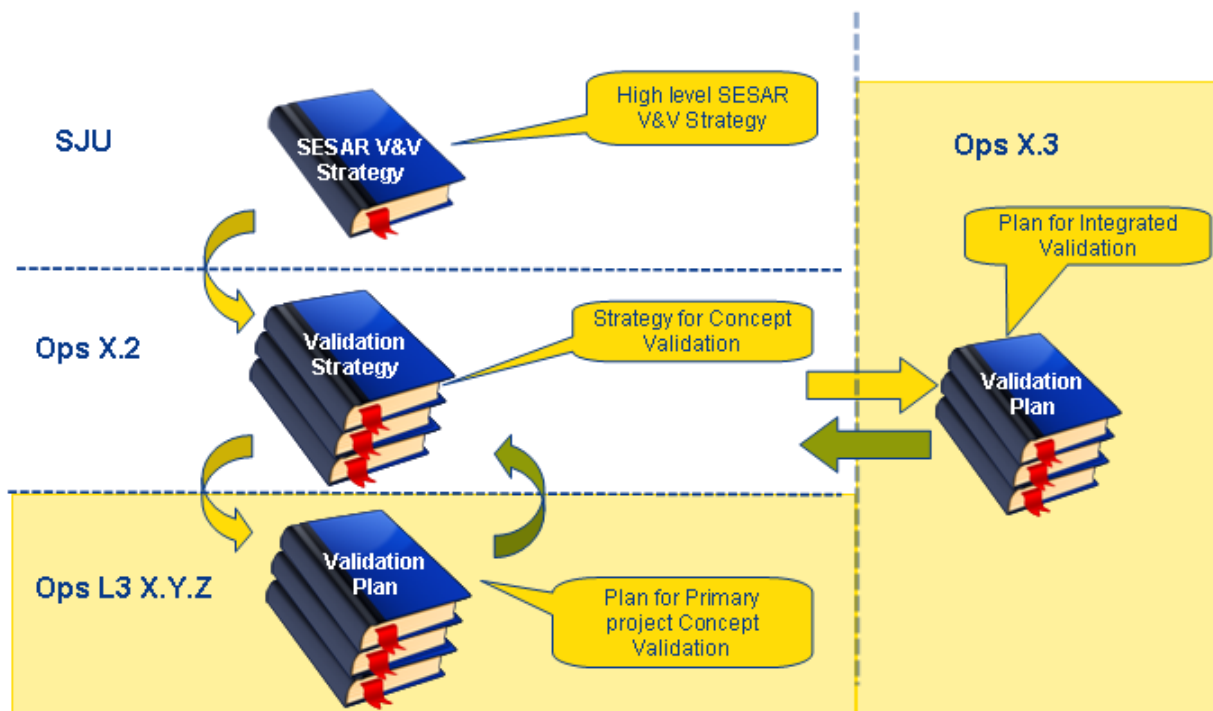 SJU
SESAR V&V
Strategy
High level SESAR
V&V Strategy
Ops X.3
Plan for Integrated
Validation
Ops X.2
Validation
Strategy
Strategy for Concept
Validation
Validation
Plan
Ops L3 X.Y.Z
Validation
Plan
Plan for Primary
project Concept
Validation